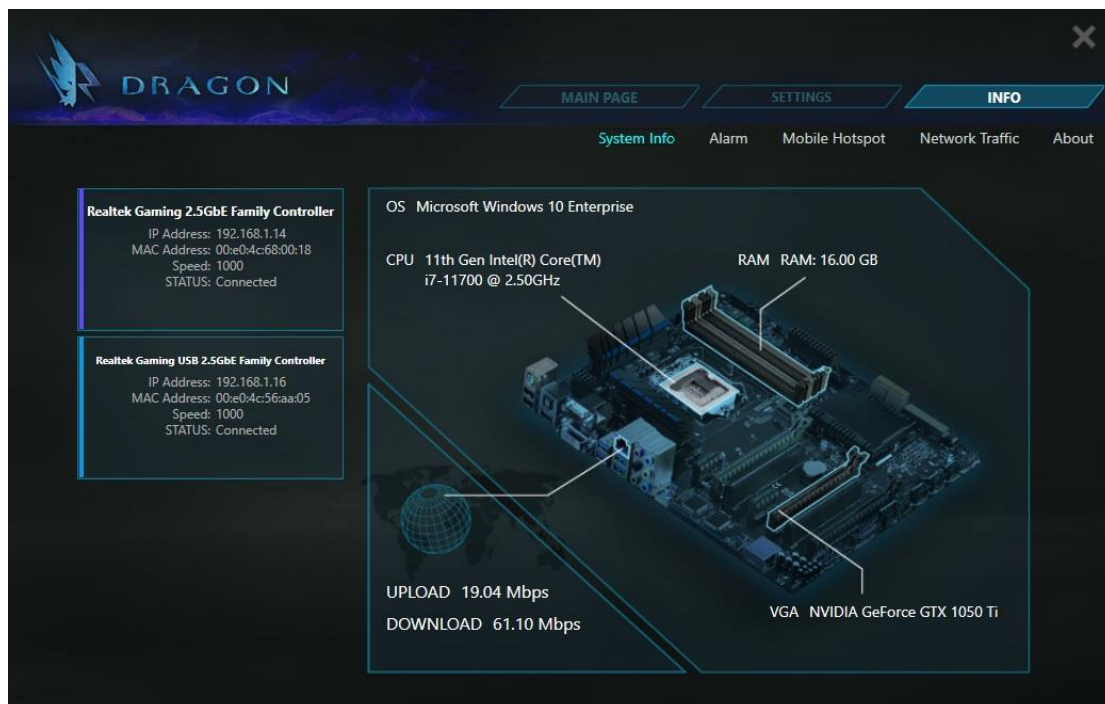 DRAGON
MAIN PAGE
SETTINGS
INFO
System Info
Alarm
Mobile Hotspot
Network Traffic
About
Realtek Gaming 2.5GbE Family Controller
IP Address: 192.168.1.14
MAC Address: 00:e0:4c:68:00:18
Speed: 1000
STATUS: Connected
Realtek Gaming USB 2.5GbE Family Controller
IP Address: 192.168.1.16
MAC Address: 00:e0:4c:56:aa:05
Speed: 1000
STATUS: Connected
OS Microsoft Windows 10 Enterprise
CPU 11th Gen Intel(R) Core(TM)
i7-11700 @ 2.50GHz
RAM RAM: 16.00 GB
UPLOAD 19.04 Mbps
DOWNLOAD 61.10 Mbps
VGA NVIDIA GeForce GTX 1050 Ti